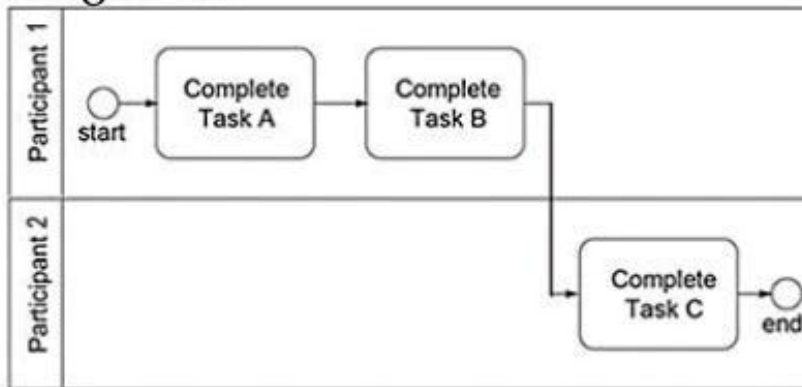 Participant 1
start
Complete
Task A
Complete
Task B
Participant 2
Complete
Task C
end